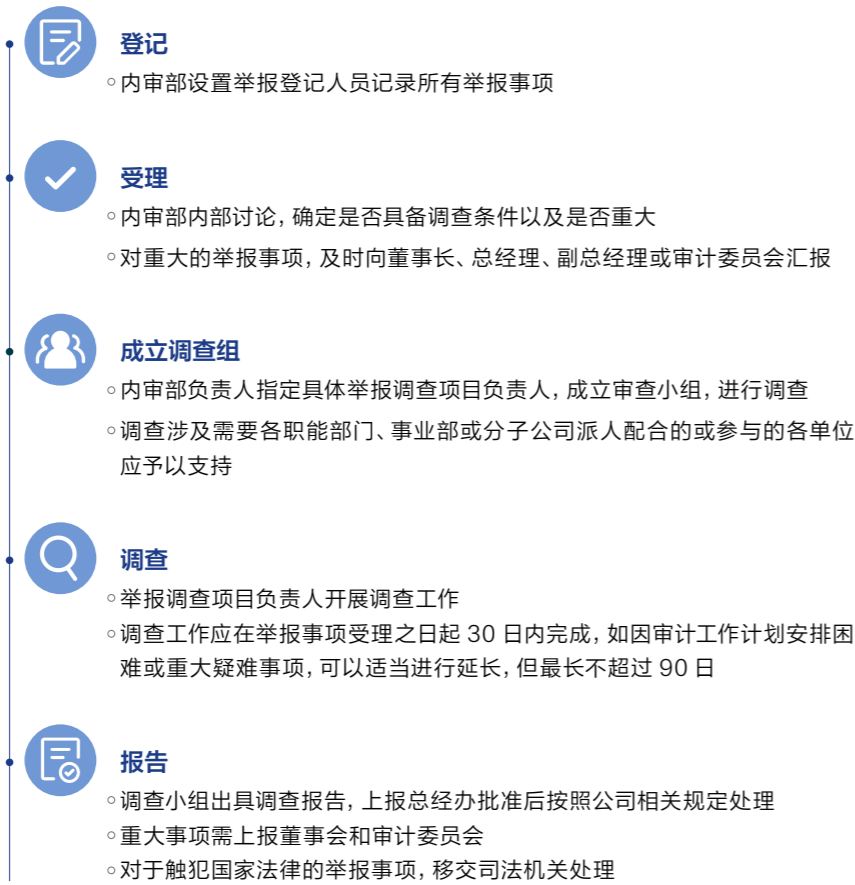 登记
◦内审部设置举报登记人员记录所有举报事项
受理
◦内审部内部讨论，确定是否具备调查条件以及是否重大
◦对重大的举报事项，及时向董事长、总经理、副总经理或审计委员会汇报
成立调查组
◦内审部负责人指定具体举报调查项目负责人，成立审查小组，进行调查
◦调查涉及需要各职能部门、事业部或分子公司派人配合的或参与的各单位
应予以支持
调查
◦举报调查项目负责人开展调查工作
◦调查工作应在举报事项受理之日起 30 日内完成，如因审计工作计划安排困
难或重大疑难事项，可以适当进行延长，但最长不超过 90 日
报告
◦调查小组出具调查报告，上报总经办批准后按照公司相关规定处理
◦重大事项需上报董事会和审计委员会
◦对于触犯国家法律的举报事项，移交司法机关处理